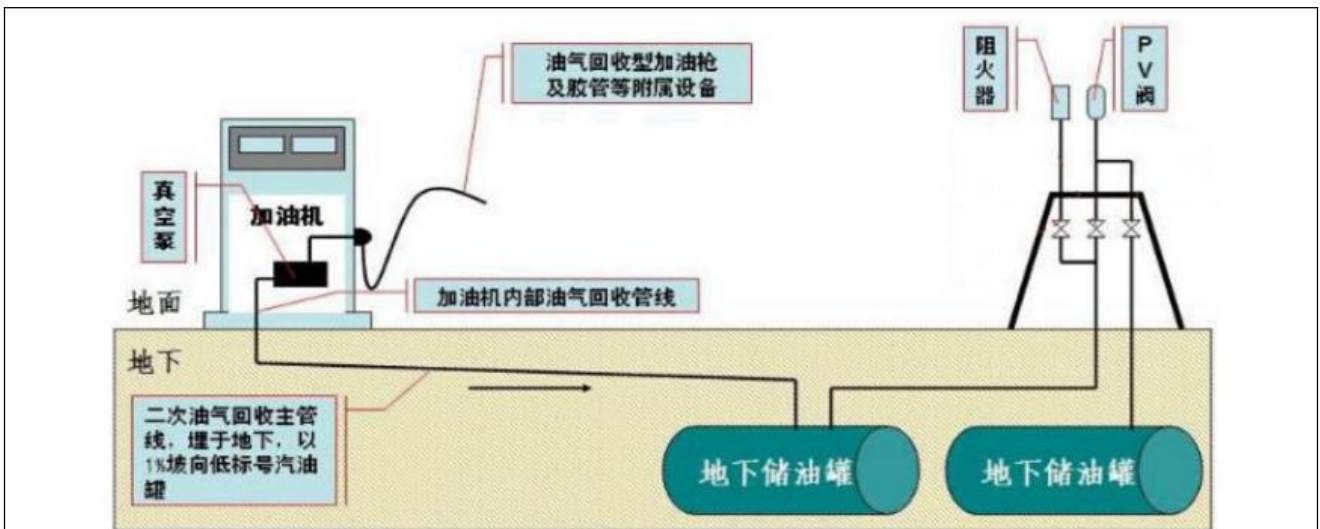 油气回收型加油枪
及胶管等附属设备
阻火器
PV阀
真空泵
加油机
加油机内部油气回收管线
地面
地下
二次油气回收主管
线，埋于地下，以
1%坡向低标号汽油
罐
地下储油罐
地下储油罐